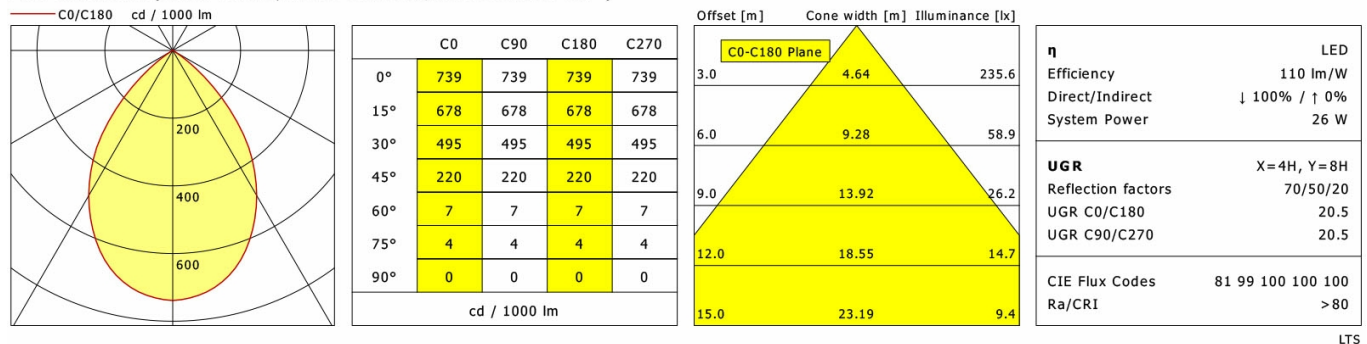 C0/C180 cd / 1000 lm
200
400
600
C0 C90 C180 C270
0° 739 739 739 739
15° 678 678 678 678
30° 495 495 495 495
45° 220 220 220 220
60° 7 7 7 7
75° 4 4 4 4
90° 0 0 0 0
cd / 1000 lm
Offset [m] Cone width [m] Illuminance [lx]
C0-C180 Plane
3.0 4.64 235.6
6.0 9.28 58.9
9.0 13.92 26.2
12.0 18.55 14.7
15.0 23.19 9.4
η LED
Efficiency 110 lm/W
Direct/Indirect ↓ 100% / ↑ 0%
System Power 26 W
UGR X=4H, Y=8H
Reflection factors 70/50/20
UGR C0/C180 20.5
UGR C90/C270 20.5
CIE Flux Codes 81 99 100 100 100
Ra/CRI >80
LTS